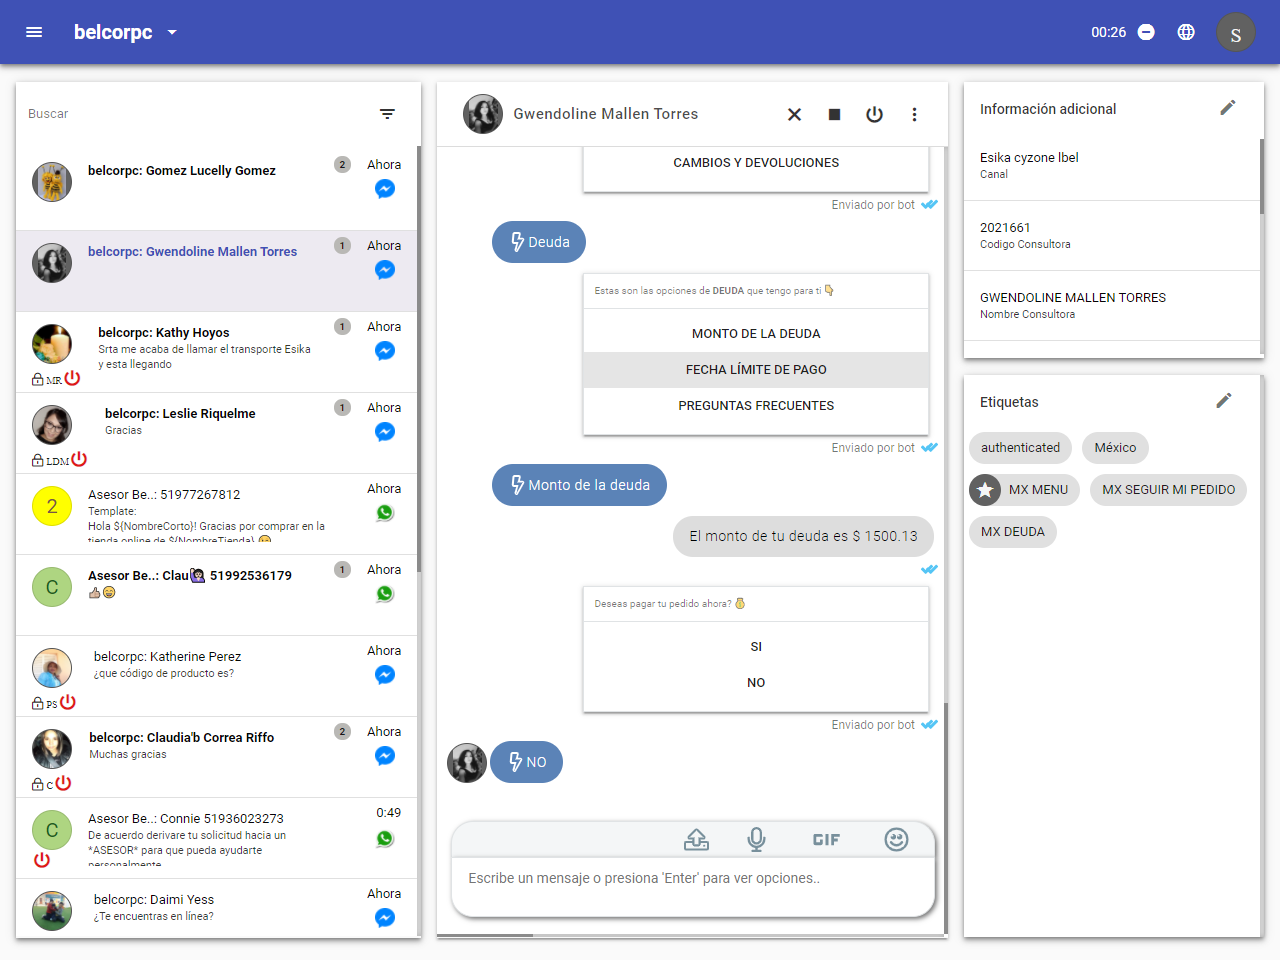 belcorpc
00:26
S
Buscar
belcorpc: Gomez Lucelly Gomez
2
Ahora
belcorpc: Gwendoline Mallen Torres
1
Ahora
belcorpc: Kathy Hoyos
1
Ahora
Srta me acaba de llamar el transporte Esika
y esta llegando
MR
belcorpc: Leslie Riquelme
1
Ahora
Gracias
LDM
2
Asesor Be..: 51977267812
Ahora
Template:
Hola ${NombreCorto}! Gracias por comprar en la
tienda online de ${NombreTienda}
C
Asesor Be..: Clau🙋🏻‍♀️ 51992536179
1
Ahora
👍🏼😄
belcorpc: Katherine Perez
Ahora
¿que código de producto es?
PS
belcorpc: Claudia'b Correa Riffo
2
Ahora
Muchas gracias
C
C
Asesor Be..: Connie 51936023273
0:49
De acuerdo derivare tu solicitud hacia un
*ASESOR* para que pueda ayudarte
personalmente
belcorpc: Daimi Yess
Ahora
¿Te encuentras en línea?
Gwendoline Mallen Torres
CAMBIOS Y DEVOLUCIONES
Enviado por bot
Deuda
Estas son las opciones de DEUDA que tengo para ti 👇🏼
MONTO DE LA DEUDA
FECHA LÍMITE DE PAGO
PREGUNTAS FRECUENTES
Enviado por bot
Monto de la deuda
El monto de tu deuda es $ 1500.13
Deseas pagar tu pedido ahora? 💰
SI
NO
Enviado por bot
NO
GIF
Escribe un mensaje o presiona 'Enter' para ver opciones..
Información adicional
Esika cyzone lbel
Canal
2021661
Codigo Consultora
GWENDOLINE MALLEN TORRES
Nombre Consultora
Etiquetas
authenticated
México
MX MENU
MX SEGUIR MI PEDIDO
MX DEUDA